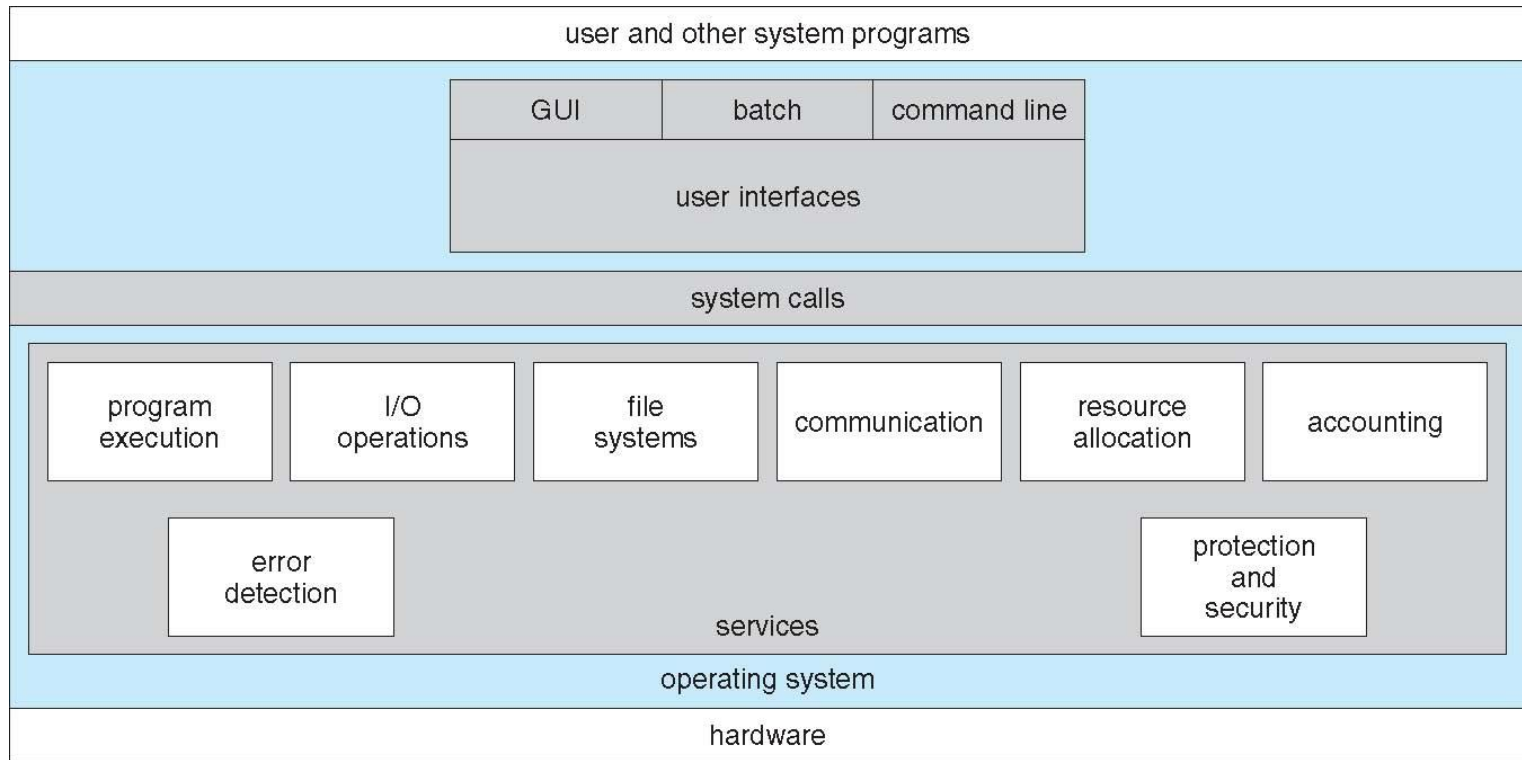 user and other system programs
GUI
batch
command line
user interfaces
system calls
program
execution
I/O
operations
file
systems
communication
resource
allocation
accounting
error
detection
protection
and
security
services
operating system
hardware